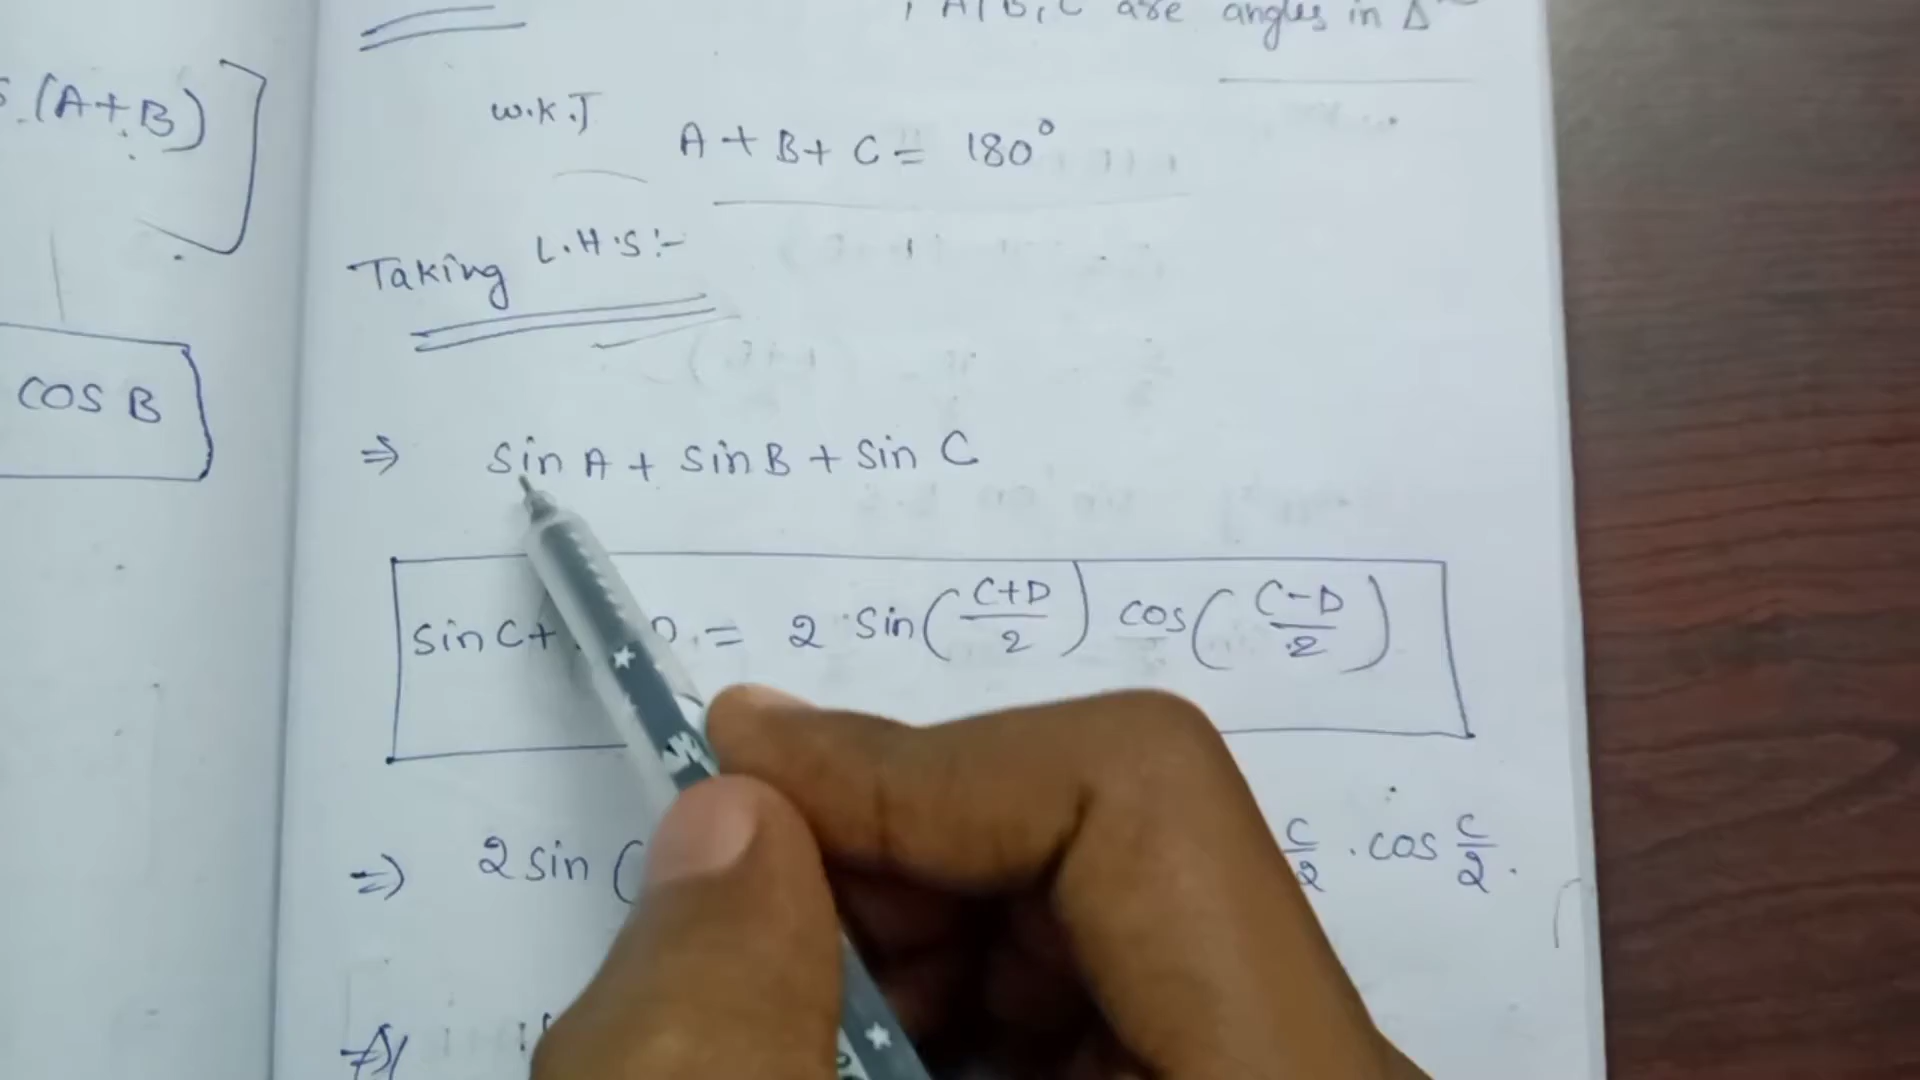 (A+B)
COS B
, A, B, C are angles in Δ
W.K.T
A + B + C = 180°
Taking L.H.S:-
⇒ sin A + sin B + sin C
sin C + D = 2 sin(C+D/2) cos(C-D/2)
⇒ 2 sin ( C/2 . cos C/2 .